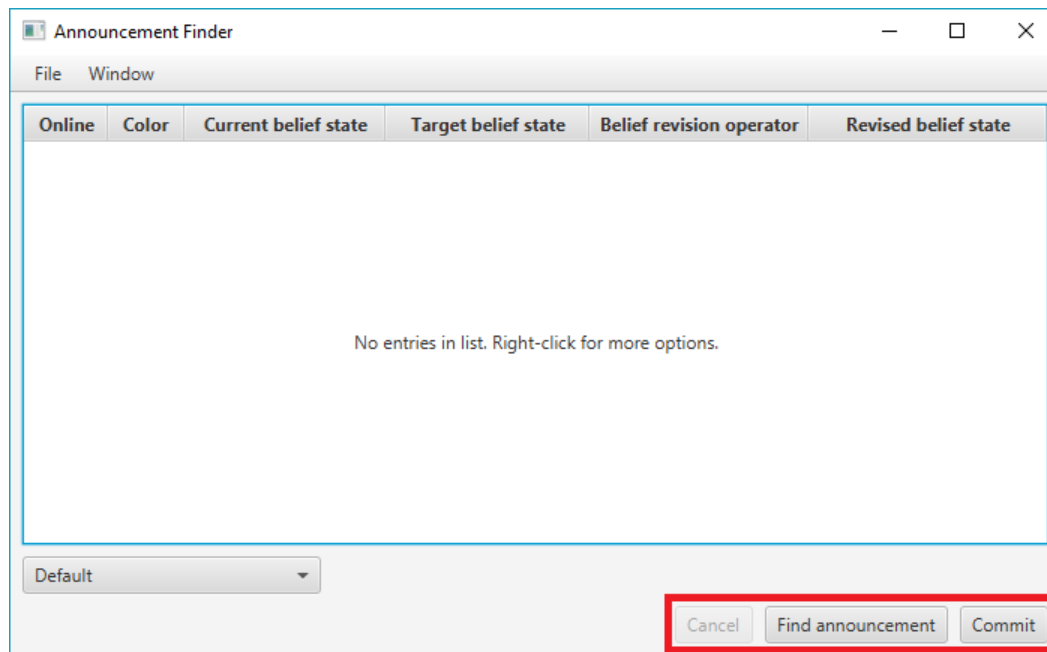 Announcement Finder
File Window
Online Color Current belief state Target belief state Belief revision operator Revised belief state
No entries in list. Right-click for more options.
Default
Cancel Find announcement Commit